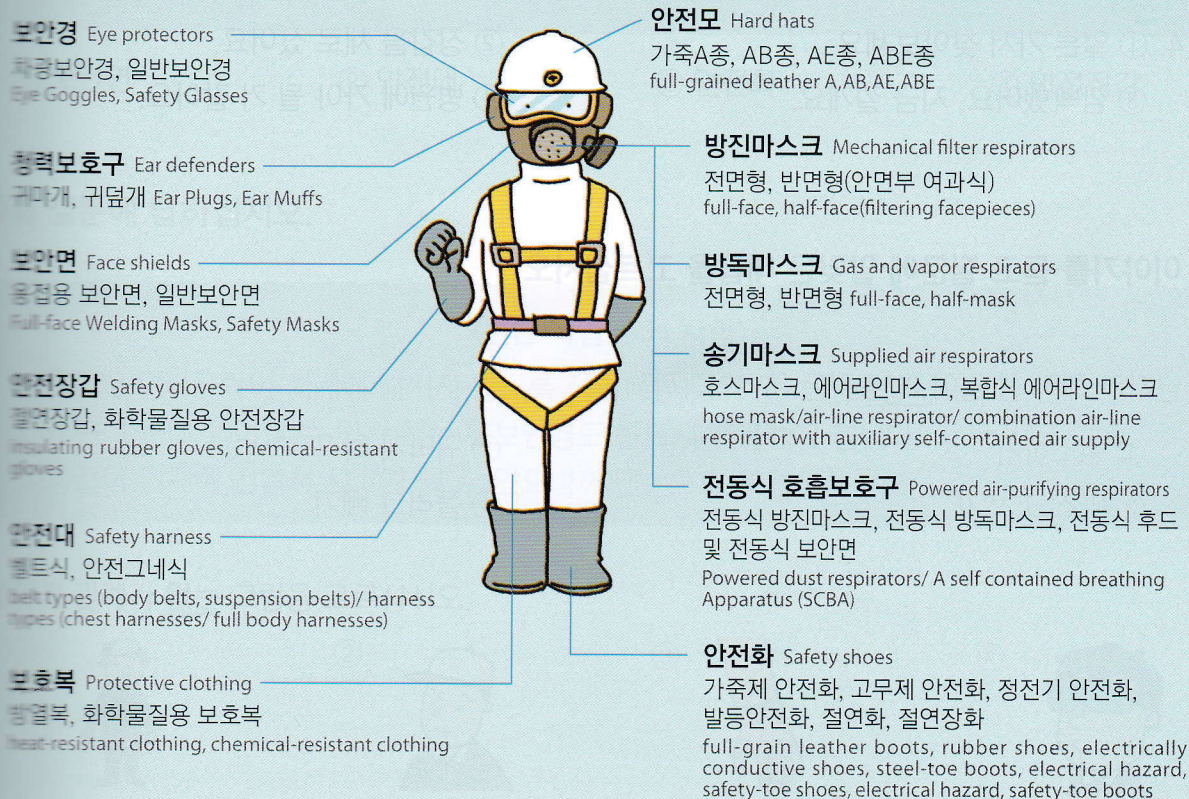 보안경 Eye protectors
차광보안경, 일반보안경
Eye Goggles, Safety Glasses
청력보호구 Ear defenders
귀마개, 귀덮개 Ear Plugs, Ear Muffs
보안면 Face shields
용접용 보안면, 일반보안면
Full-face Welding Masks, Safety Masks
안전장갑 Safety gloves
절연장갑, 화학물질용 안전장갑
insulating rubber gloves, chemical-resistant
gloves
안전대 Safety harness
벨트식, 안전그네식
belt types (body belts, suspension belts)/ harness
types (chest harnesses/ full body harnesses)
보호복 Protective clothing
방열복, 화학물질용 보호복
heat-resistant clothing, chemical-resistant clothing
안전모 Hard hats
가죽A종, AB종, AE종, ABE종
full-grained leather A,AB,AE,ABE
방진마스크 Mechanical filter respirators
전면형, 반면형(안면부 여과식)
full-face, half-face(filtering facepieces)
방독마스크 Gas and vapor respirators
전면형, 반면형 full-face, half-mask
송기마스크 Supplied air respirators
호스마스크, 에어라인마스크, 복합식 에어라인마스크
hose mask/air-line respirator/ combination air-line
respirator with auxiliary self-contained air supply
전동식 호흡보호구 Powered air-purifying respirators
전동식 방진마스크, 전동식 방독마스크, 전동식 후드
및 전동식 보안면
Powered dust respirators/ A self contained breathing
Apparatus (SCBA)
안전화 Safety shoes
가죽제 안전화, 고무제 안전화, 정전기 안전화,
발등안전화, 절연화, 절연장화
full-grain leather boots, rubber shoes, electrically
conductive shoes, steel-toe boots, electrical hazard,
safety-toe shoes, electrical hazard, safety-toe boots